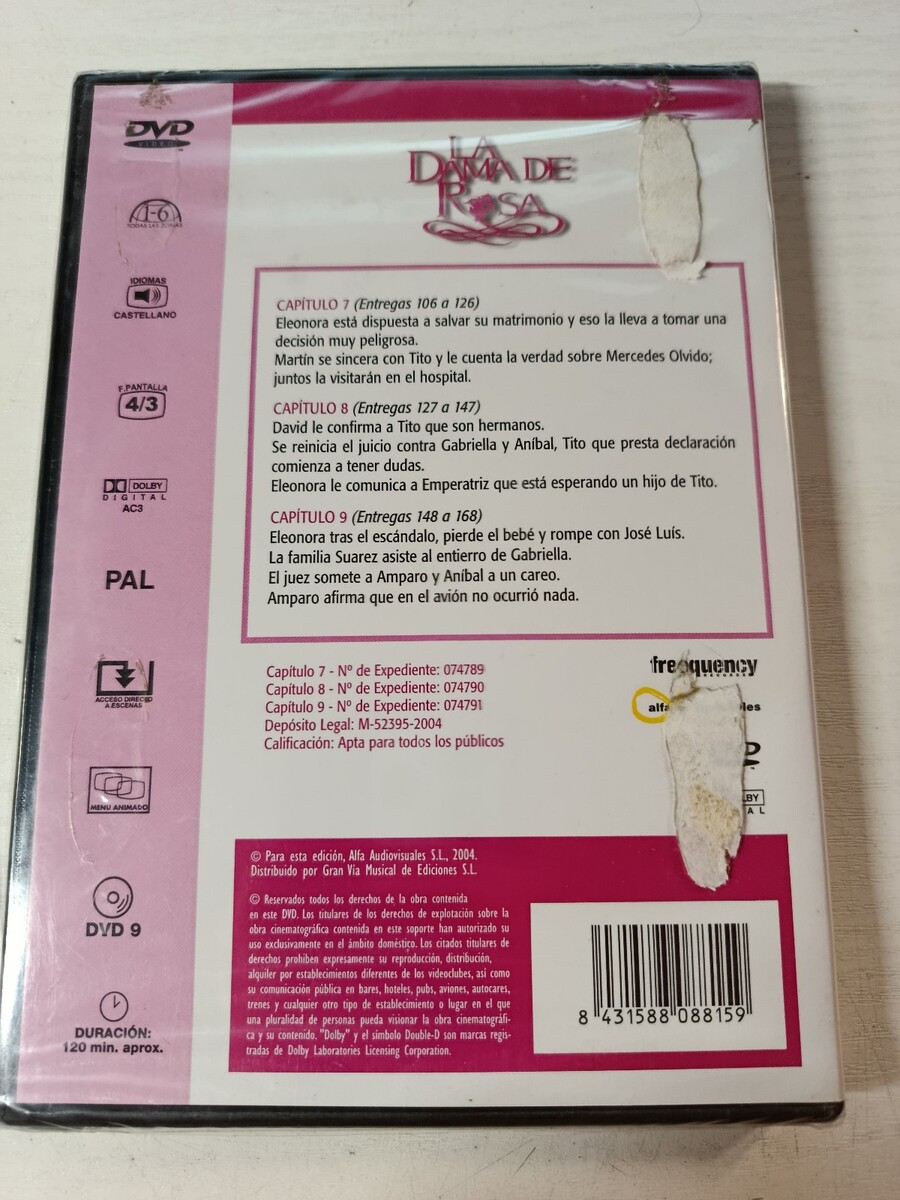 DVD
VIDEO
1-6
TODAS LAS ZONAS
IDIOMAS
CASTELLANO
F.PANTALLA
4/3
DOLBY
DIGITAL
AC3
PAL
ACCESO DIRECTO
A ESCENAS
MENU ANIMADO
DVD 9
DURACIÓN:
120 min. aprox.
LA
DAMA DE
ROSA
CAPÍTULO 7 (Entregas 106 a 126)
Eleonora está dispuesta a salvar su matrimonio y eso la lleva a tomar una
decisión muy peligrosa.
Martín se sincera con Tito y le cuenta la verdad sobre Mercedes Olvido;
juntos la visitarán en el hospital.
CAPÍTULO 8 (Entregas 127 a 147)
David le confirma a Tito que son hermanos.
Se reinicia el juicio contra Gabriella y Aníbal, Tito que presta declaración
comienza a tener dudas.
Eleonora le comunica a Emperatriz que está esperando un hijo de Tito.
CAPÍTULO 9 (Entregas 148 a 168)
Eleonora tras el escándalo, pierde el bebé y rompe con José Luís.
La familia Suarez asiste al entierro de Gabriella.
El juez somete a Amparo y Aníbal a un careo.
Amparo afirma que en el avión no ocurrió nada.
Capítulo 7 - Nº de Expediente: 074789
Capítulo 8 - Nº de Expediente: 074790
Capítulo 9 - Nº de Expediente: 074791
Depósito Legal: M-52395-2004
Calificación: Apta para todos los públicos
freequency
RECORDS
alfa
© Para esta edición, Alfa Audiovisuales S.L., 2004.
Distribuido por Gran Vía Musical de Ediciones S.L.
© Reservados todos los derechos de la obra contenida
en este DVD. Los titulares de los derechos de explotación sobre la
obra cinematográfica contenida en este soporte han autorizado su
uso exclusivamente en el ámbito doméstico. Los citados titulares de
derechos prohiben expresamente su reproducción, distribución,
alquiler por establecimientos diferentes de los videoclubes, así como
su comunicación pública en bares, hoteles, pubs, aviones, autocares,
trenes y cualquier otro tipo de establecimiento o lugar en el que
una pluralidad de personas pueda visionar la obra cinematográfi-
ca y su contenido. "Dolby" y el símbolo Double-D son marcas regis-
tradas de Dolby Laboratories Licensing Corporation.
8 431588 088159